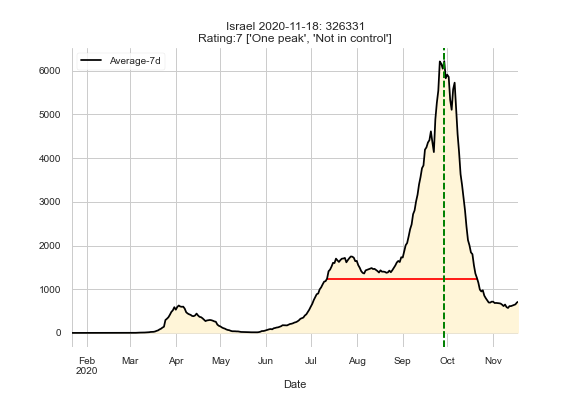 Israel 2020-11-18: 326331
Rating:7 ['One peak', 'Not in control']
Average-7d
6000
5000
4000
3000
2000
1000
0
Feb Mar Apr May Jun Jul Aug Sep Oct Nov
2020
Date